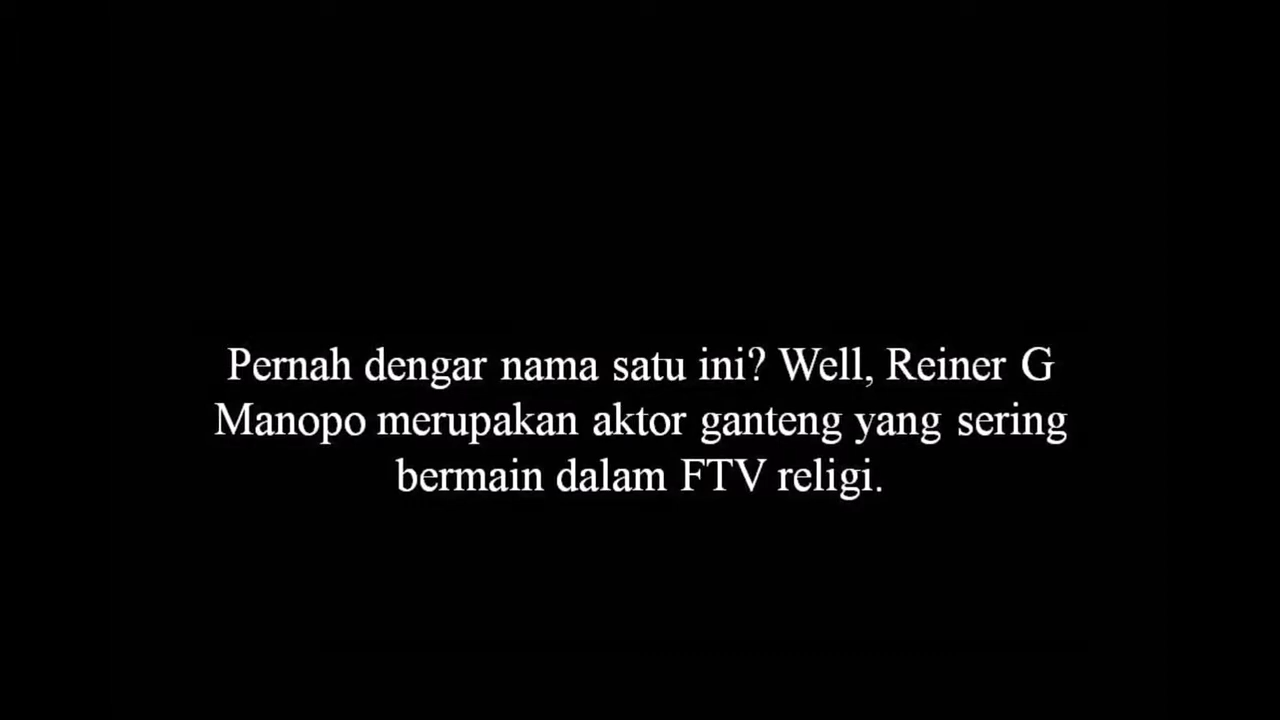 Pernah dengar nama satu ini? Well, Reiner G
Manopo merupakan aktor ganteng yang sering
bermain dalam FTV religi.